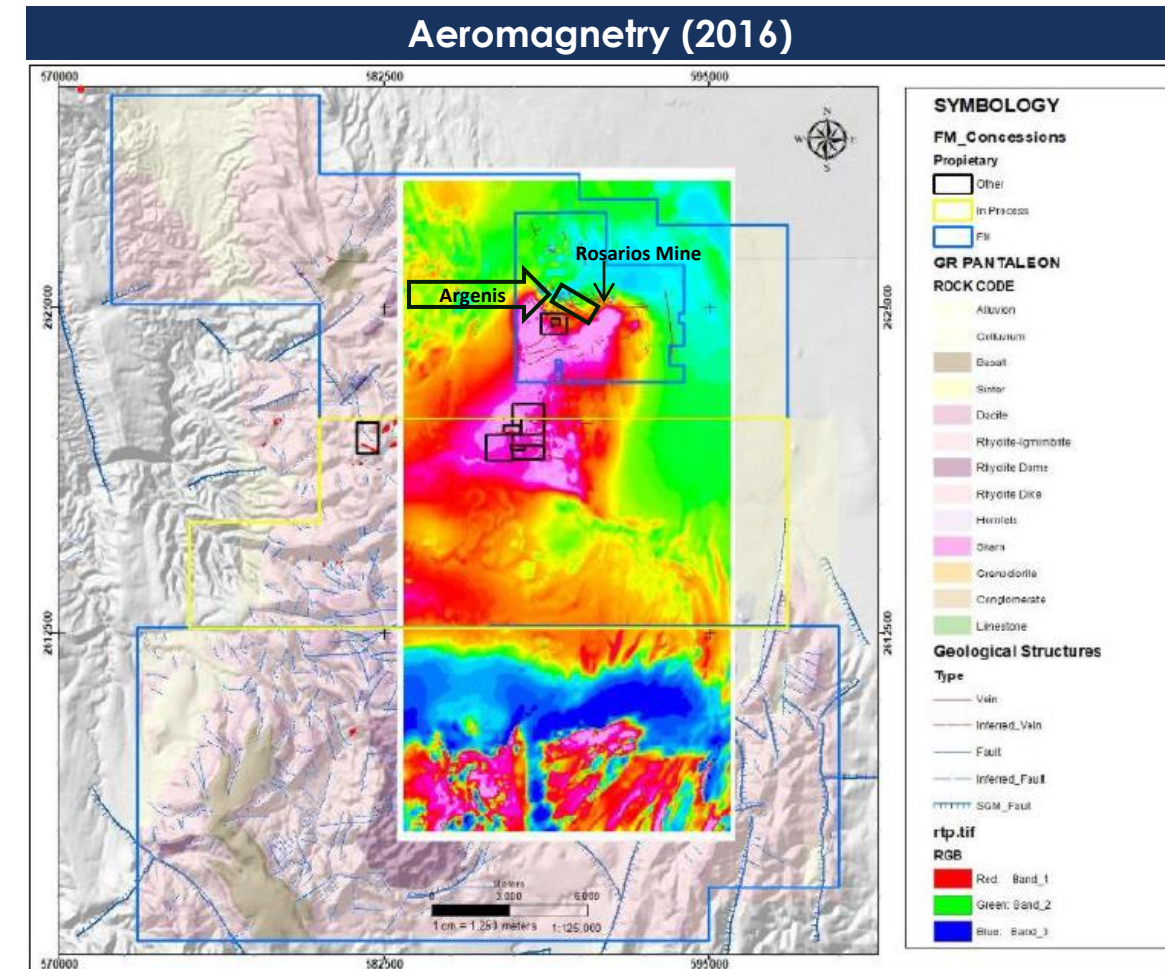 Aeromagnetry (2016)
570000
582500
595000
N
W
E
S
Rosarios Mine
Argenis
2625000
2625000
2612500
2612500
Meters
0 3,000 6,000
1 cm = 1,250 meters 1:125,000
570000
582500
595000
SYMBOLOGY
FM_Concessions
Propietary
Other
In Process
FM
GR PANTALEON
ROCK CODE
Alluvion
Colluvium
Basalt
Sinter
Dacite
Rhyolite-Ignimbrite
Rhyolite Dome
Rhyolite Dike
Hornfels
Skarn
Granodiorite
Conglomerate
Limestone
Geological Structures
Type
Vein
Inferred_Vein
Fault
Inferred_Fault
SGM_Fault
rtp.tif
RGB
Red: Band_1
Green: Band_2
Blue: Band_3